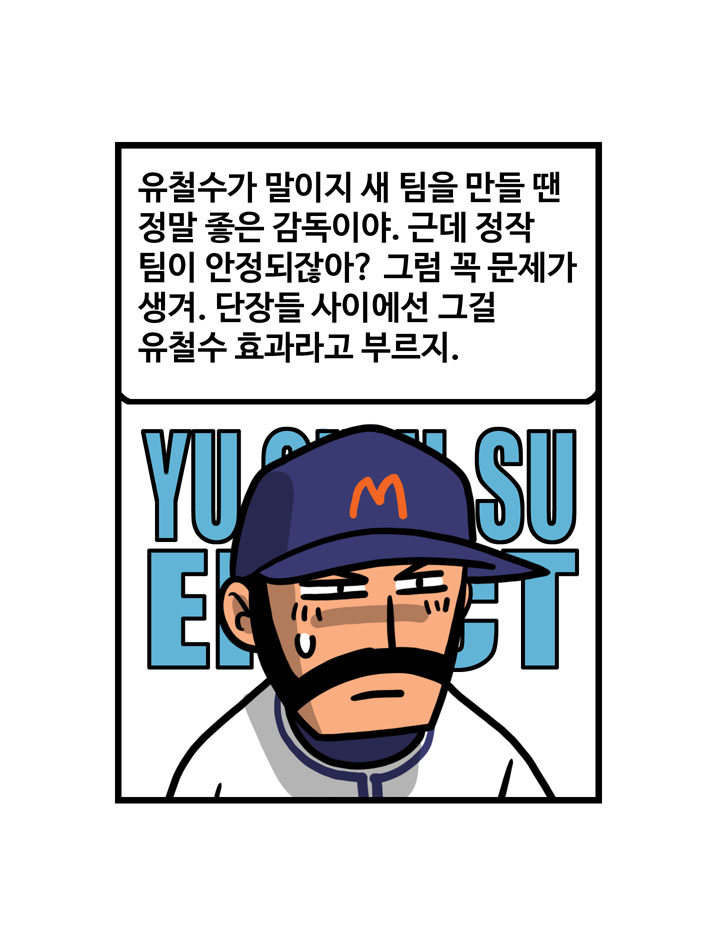 유철수가 말이지 새 팀을 만들 땐
정말 좋은 감독이야. 근데 정작
팀이 안정되잖아? 그럼 꼭 문제가
생겨. 단장들 사이에선 그걸
유철수 효과라고 부르지.
YU SU
M